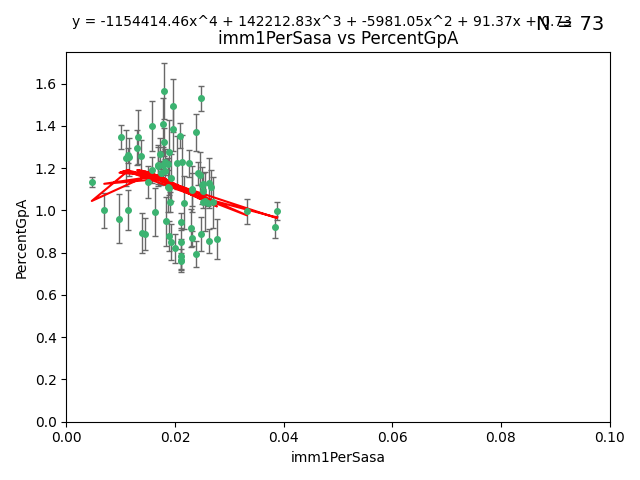 y = -1154414.46x^4 + 142212.83x^3 + -5981.05x^2 + 91.37x +
N = 73
imm1PerSasa vs PercentGpA
PercentGpA
1.6
1.4
1.2
1.0
0.8
0.6
0.4
0.2
0.0
0.00 0.02 0.04 0.06 0.08 0.10
imm1PerSasa